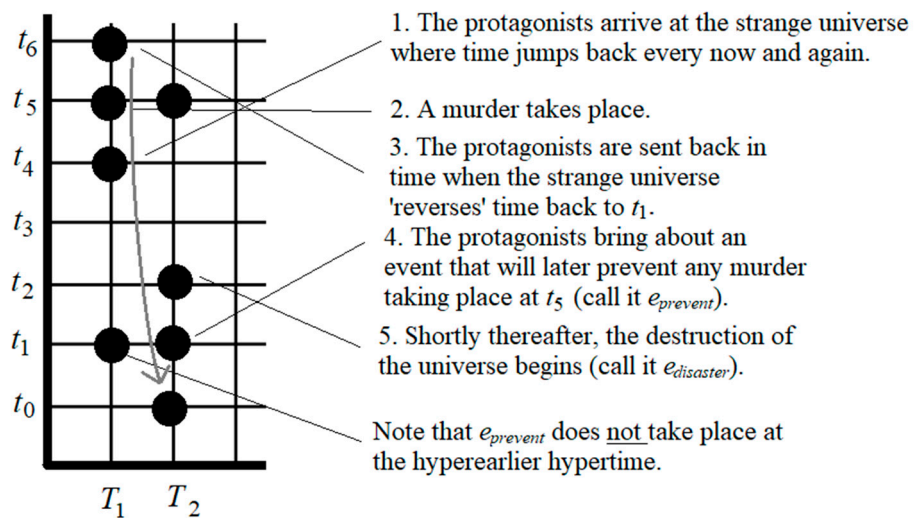 t6
t5
t4
t3
t2
t1
t0
T1
T2
1. The protagonists arrive at the strange universe
where time jumps back every now and again.
2. A murder takes place.
3. The protagonists are sent back in
time when the strange universe
'reverses' time back to t1.
4. The protagonists bring about an
event that will later prevent any murder
taking place at t5 (call it eprevent).
5. Shortly thereafter, the destruction of
the universe begins (call it edisaster).
Note that eprevent does not take place at
the hyperearlier hypertime.